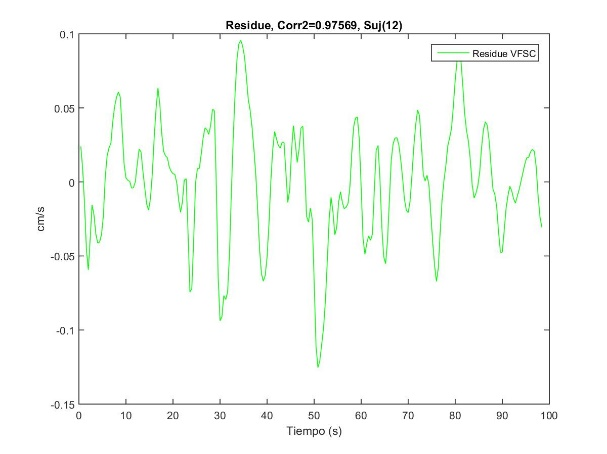 Residue, Corr2=0.97569, Suj(12)
Residue VFSC
0.1
0.05
0
-0.05
-0.1
-0.15
cm/s
0 10 20 30 40 50 60 70 80 90 100
Tiempo (s)